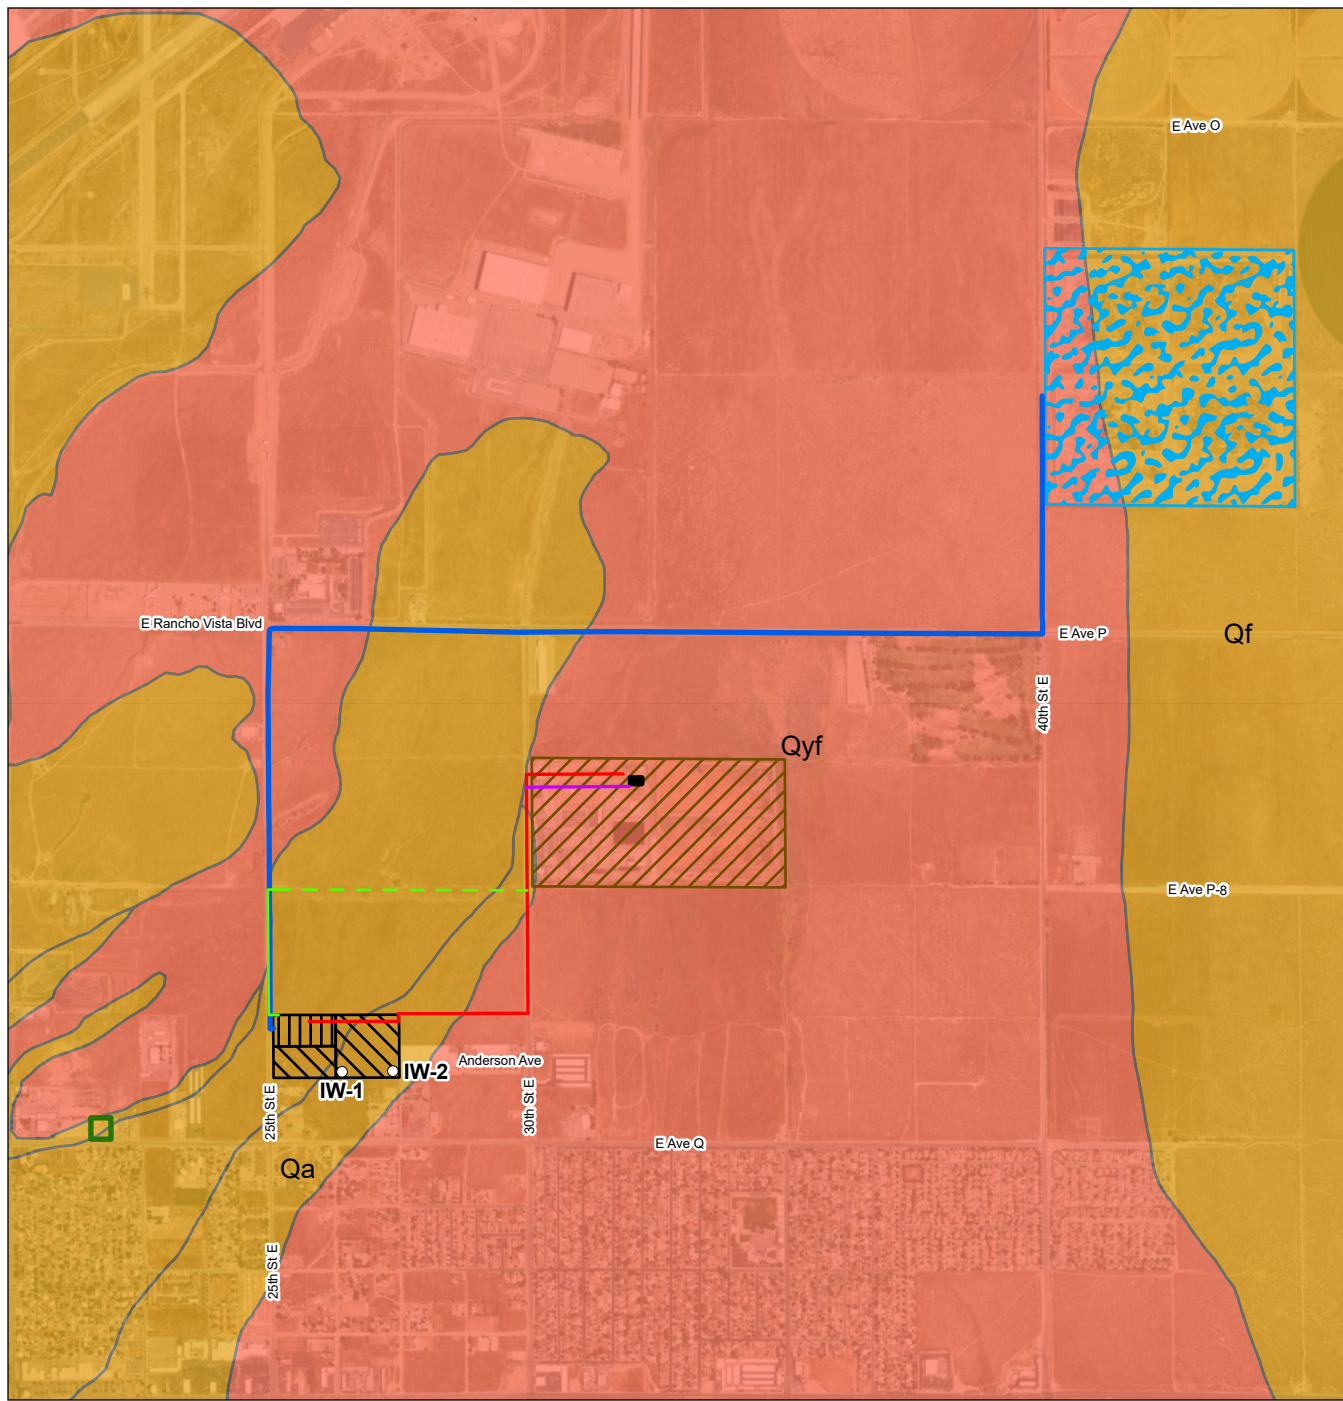 E Ave O
E Rancho Vista Blvd
E Ave P
Qf
40th St E
Qyf
E Ave P-8
Anderson Ave
IW-2
IW-1
25th St E
30th St E
E Ave Q
Qa
25th St E